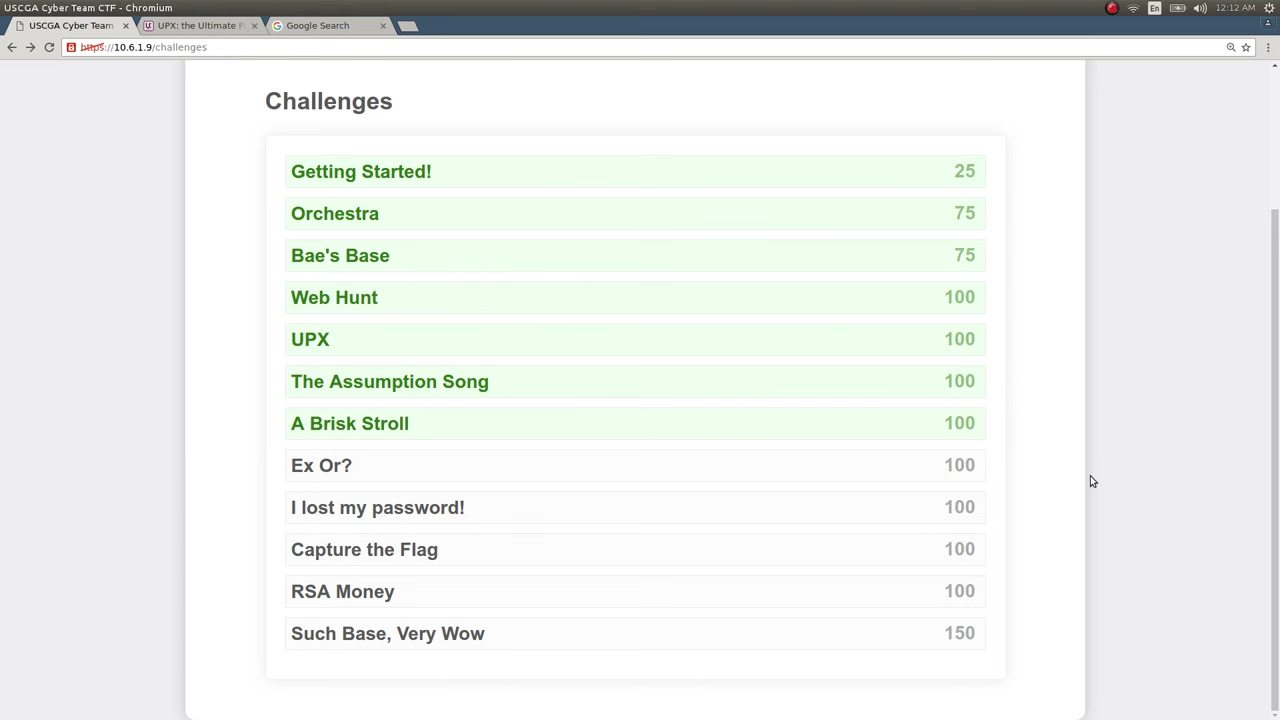 USCGA Cyber Team CTF - Chromium
En
12:12 AM
USCGA Cyber Team
UPX: the Ultimate P
Google Search
https://10.6.1.9/challenges
Challenges
Getting Started! 25
Orchestra 75
Bae's Base 75
Web Hunt 100
UPX 100
The Assumption Song 100
A Brisk Stroll 100
Ex Or? 100
I lost my password! 100
Capture the Flag 100
RSA Money 100
Such Base, Very Wow 150